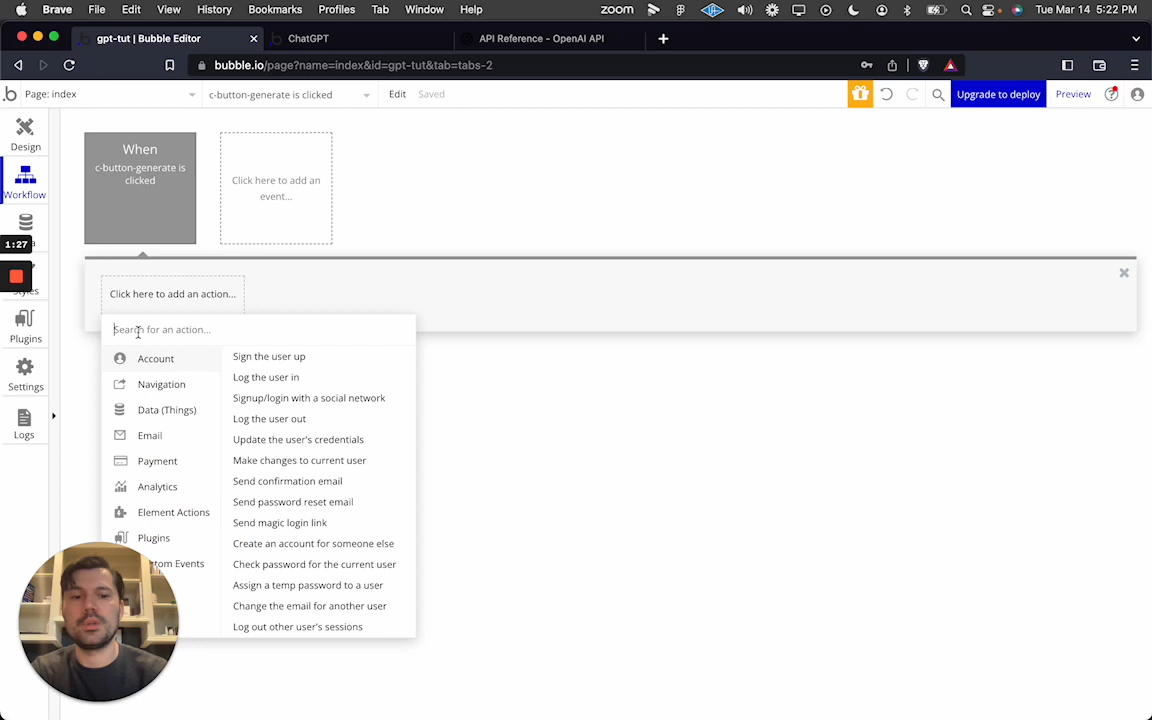 Brave File Edit View History Bookmarks Profiles Tab Window Help zoom Tue Mar 14 5:22 PM
gpt-tut | Bubble Editor ChatGPT API Reference - OpenAI API
bubble.io/page?name=index&id=gpt-tut&tab=tabs-2
Page: index c-button-generate is clicked Edit Saved Upgrade to deploy Preview
Design
Workflow
1:27
Plugins
Settings
Logs
When
c-button-generate is
clicked
Click here to add an
event...
Click here to add an action...
Search for an action...
Account
Navigation
Data (Things)
Email
Payment
Analytics
Element Actions
Plugins
tom Events
Sign the user up
Log the user in
Signup/login with a social network
Log the user out
Update the user's credentials
Make changes to current user
Send confirmation email
Send password reset email
Send magic login link
Create an account for someone else
Check password for the current user
Assign a temp password to a user
Change the email for another user
Log out other user's sessions